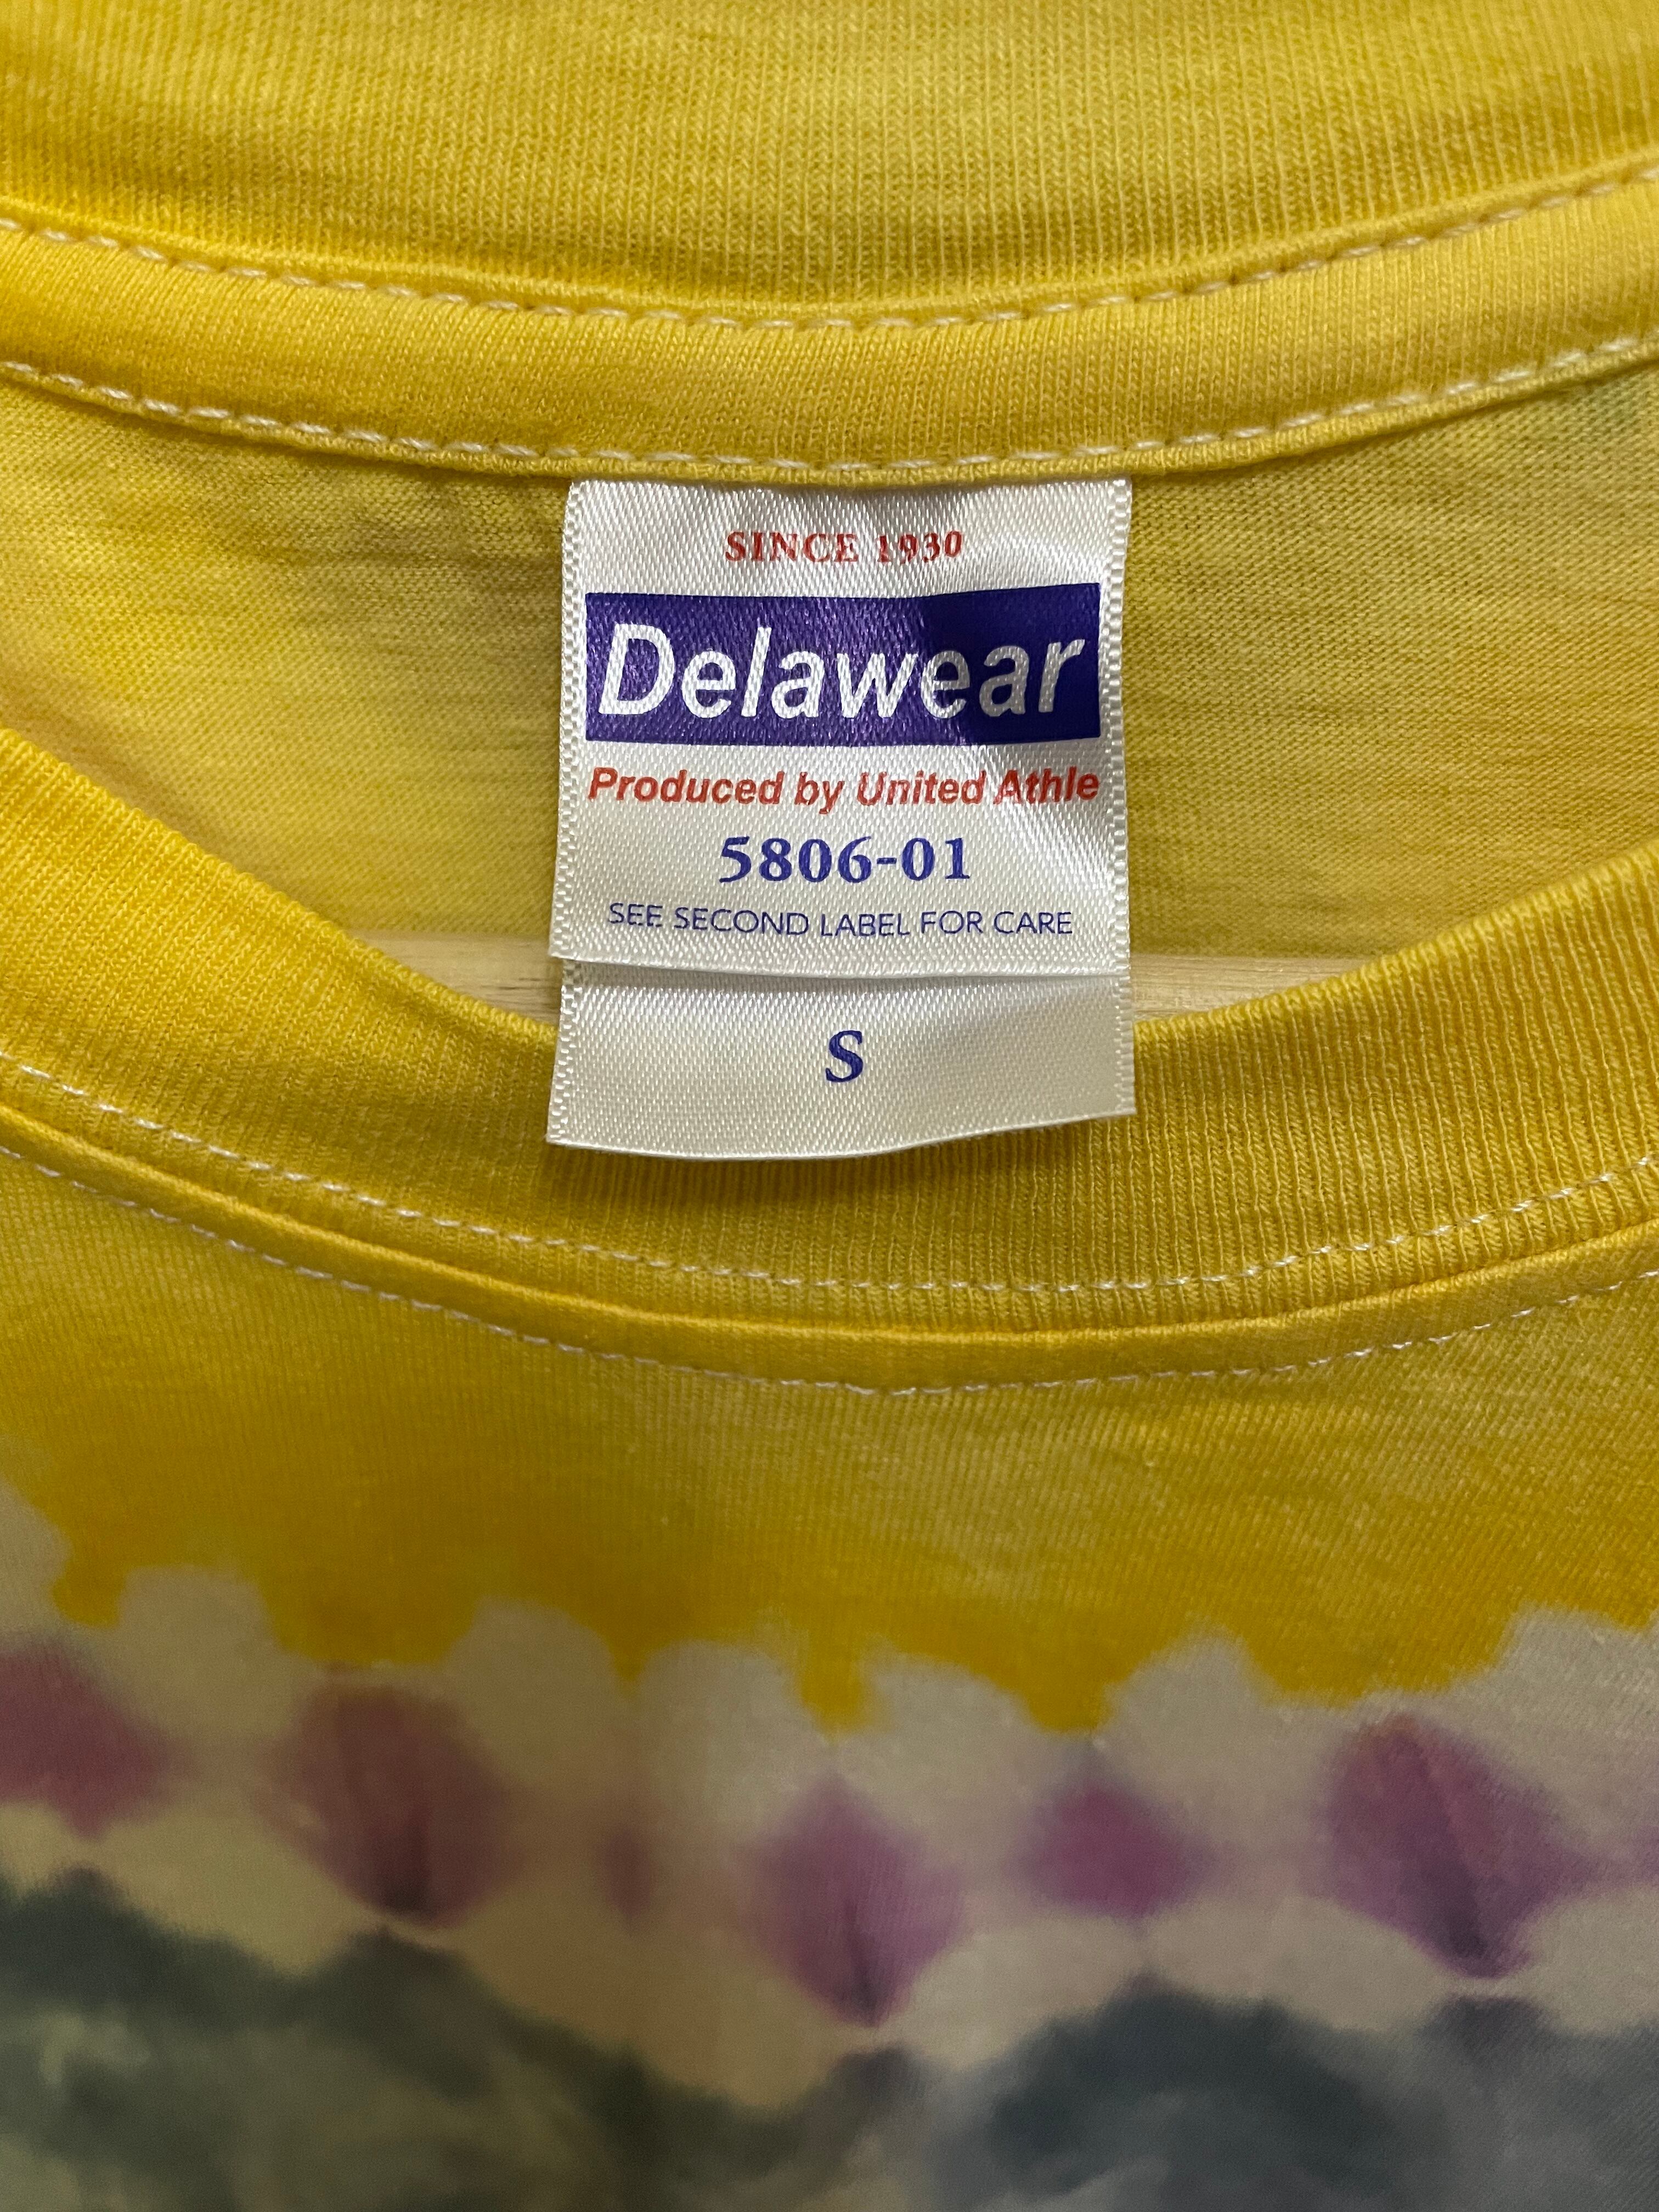 SINCE 1930
Delawear
Produced by United Athle
5806-01
SEE SECOND LABEL FOR CARE
S